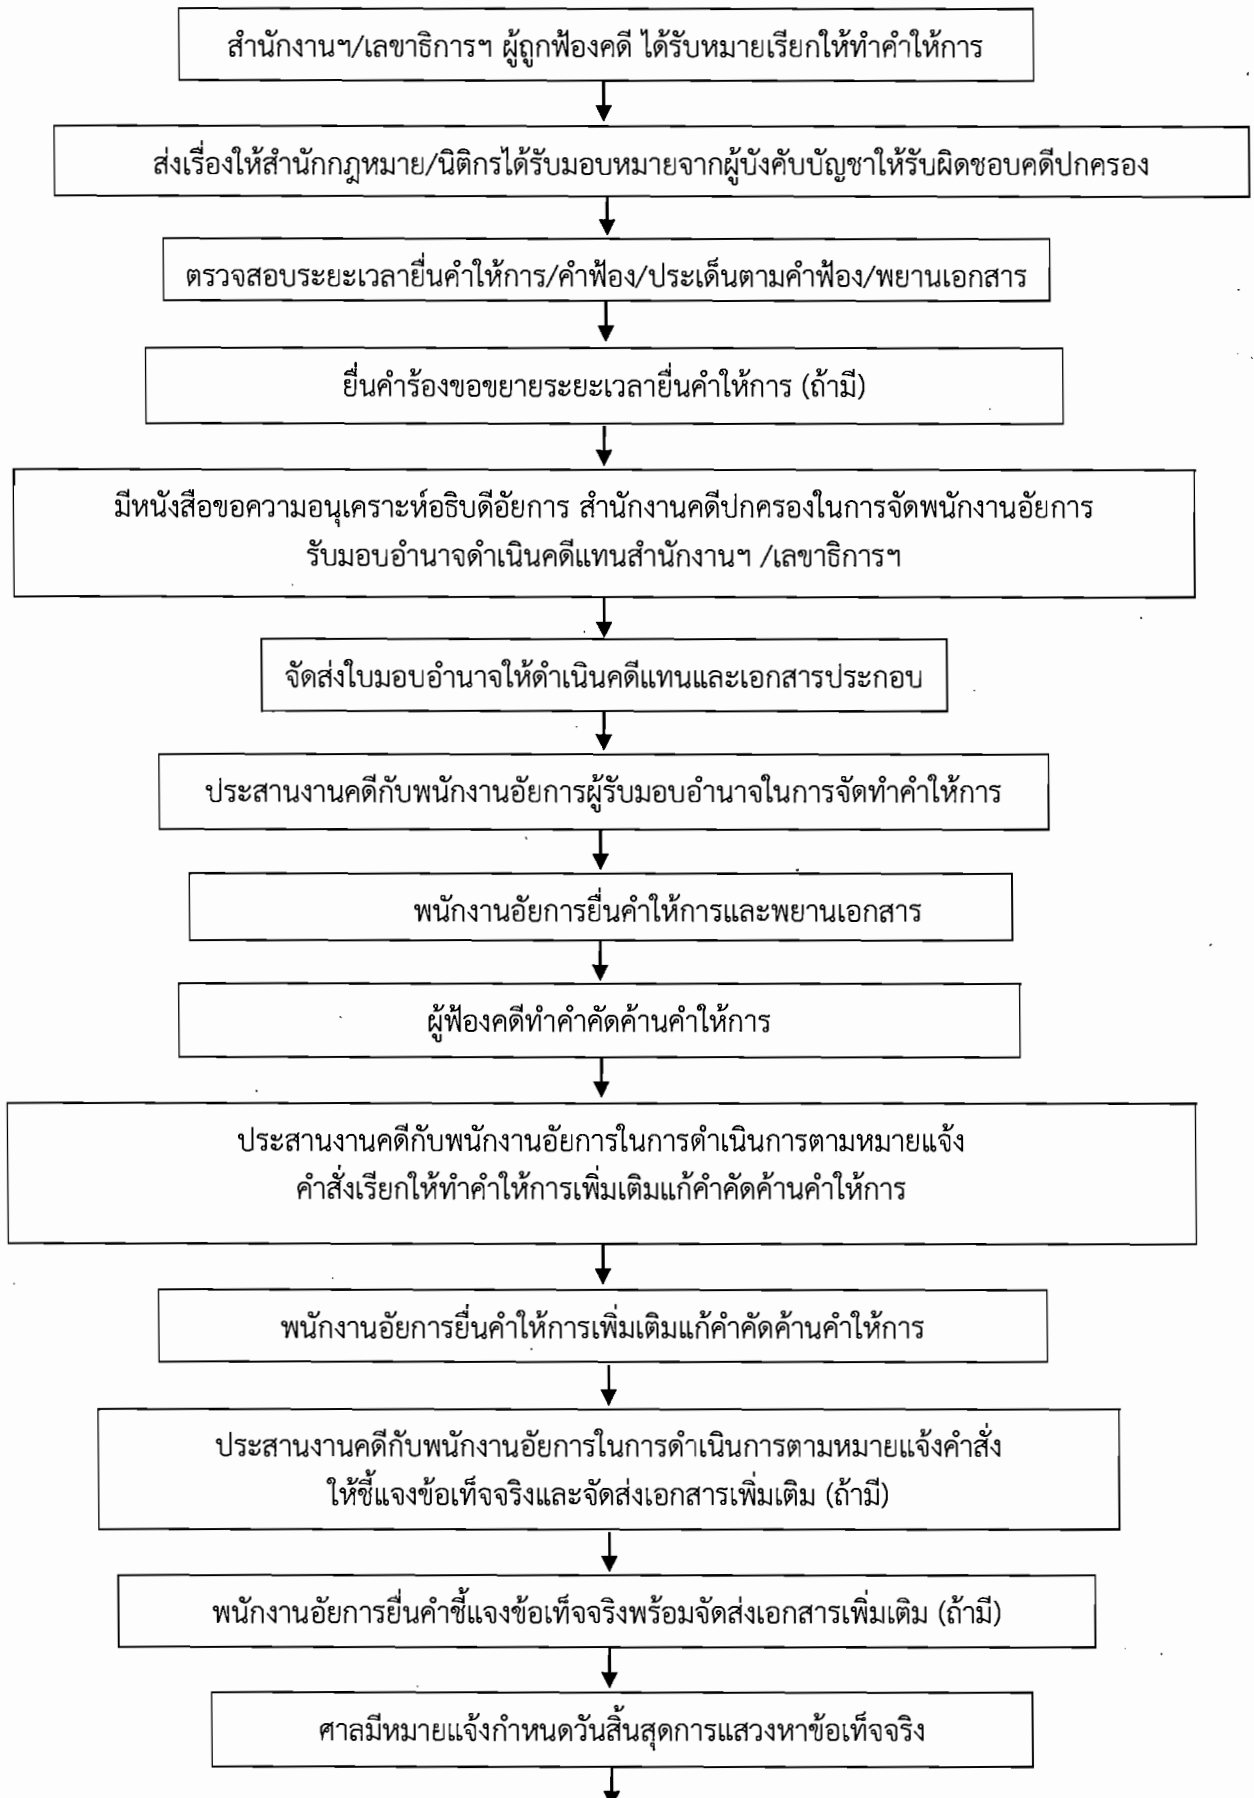 สำนักงานฯ/เลขาธิการฯ ผู้ถูกฟ้องคดี ได้รับหมายเรียกให้ทำคำให้การ
ส่งเรื่องให้สำนักกฎหมาย/นิติกรได้รับมอบหมายจากผู้บังคับบัญชาให้รับผิดชอบคดีปกครอง
ตรวจสอบระยะเวลายื่นคำให้การ/คำฟ้อง/ประเด็นตามคำฟ้อง/พยานเอกสาร
ยื่นคำร้องขอขยายระยะเวลายื่นคำให้การ (ถ้ามี)
มีหนังสือขอความอนุเคราะห์อธิบดีอัยการ สำนักงานคดีปกครองในการจัดพนักงานอัยการ
รับมอบอำนาจดำเนินคดีแทนสำนักงานฯ /เลขาธิการฯ
จัดส่งใบมอบอำนาจให้ดำเนินคดีแทนและเอกสารประกอบ
ประสานงานคดีกับพนักงานอัยการผู้รับมอบอำนาจในการจัดทำคำให้การ
พนักงานอัยการยื่นคำให้การและพยานเอกสาร
ผู้ฟ้องคดีทำคำคัดค้านคำให้การ
ประสานงานคดีกับพนักงานอัยการในการดำเนินการตามหมายแจ้ง
คำสั่งเรียกให้ทำคำให้การเพิ่มเติมแก้คำคัดค้านคำให้การ
พนักงานอัยการยื่นคำให้การเพิ่มเติมแก้คำคัดค้านคำให้การ
ประสานงานคดีกับพนักงานอัยการในการดำเนินการตามหมายแจ้งคำสั่ง
ให้ชี้แจงข้อเท็จจริงและจัดส่งเอกสารเพิ่มเติม (ถ้ามี)
พนักงานอัยการยื่นคำชี้แจงข้อเท็จจริงพร้อมจัดส่งเอกสารเพิ่มเติม (ถ้ามี)
ศาลมีหมายแจ้งกำหนดวันสิ้นสุดการแสวงหาข้อเท็จจริง